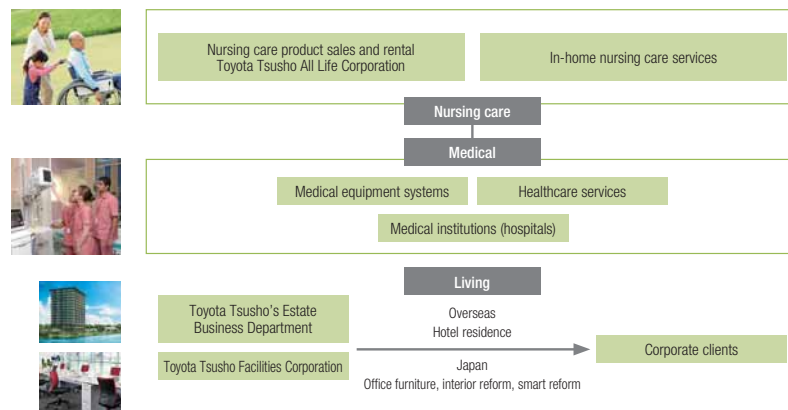 Nursing care product sales and rental
Toyota Tsusho All Life Corporation
In-home nursing care services
Nursing care
Medical
Medical equipment systems
Healthcare services
Medical institutions (hospitals)
Living
Toyota Tsusho's Estate
Business Department
Overseas
Hotel residence
Corporate clients
Toyota Tsusho Facilities Corporation
Japan
Office furniture, interior reform, smart reform